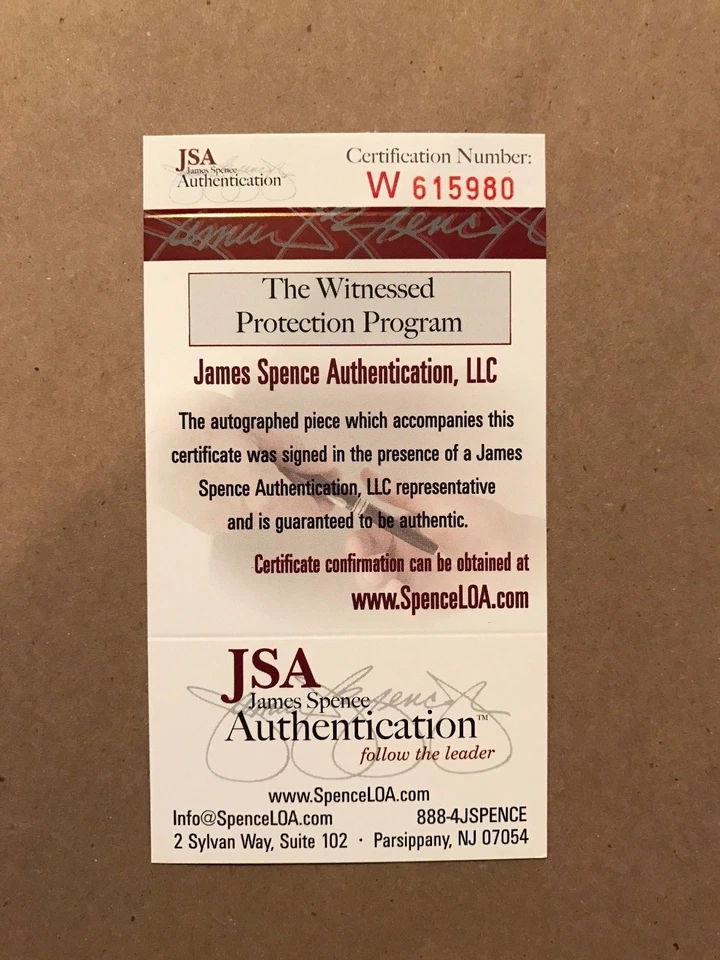 JSA
James Spence
Authentication
Certification Number:
W 615980
James Spence
The Witnessed
Protection Program
James Spence Authentication, LLC
The autographed piece which accompanies this
certificate was signed in the presence of a James
Spence Authentication, LLC representative
and is guaranteed to be authentic.
Certificate confirmation can be obtained at
www.SpenceLOA.com
JSA
James Spence
Authentication™
follow the leader
www.SpenceLOA.com
Info@SpenceLOA.com 888-4JSPENCE
2 Sylvan Way, Suite 102 · Parsippany, NJ 07054